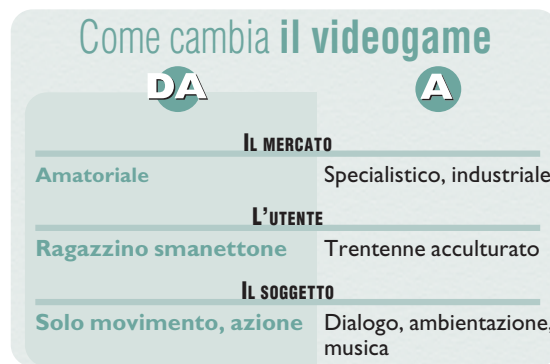 Come cambia il videogame
DA A
IL MERCATO
Amatoriale Specialistico, industriale
L'UTENTE
Ragazzino smanettone Trentenne acculturato
IL SOGGETTO
Solo movimento, azione Dialogo, ambientazione,
musica